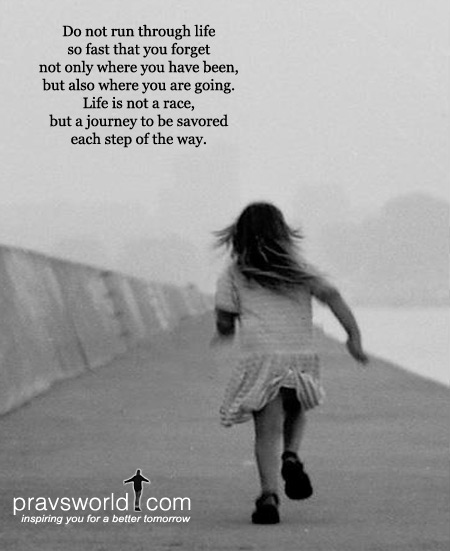 Do not run through life
so fast that you forget
not only where you have been,
but also where you are going.
Life is not a race,
but a journey to be savored
each step of the way.
pravsworld.com
inspiring you for a better tomorrow